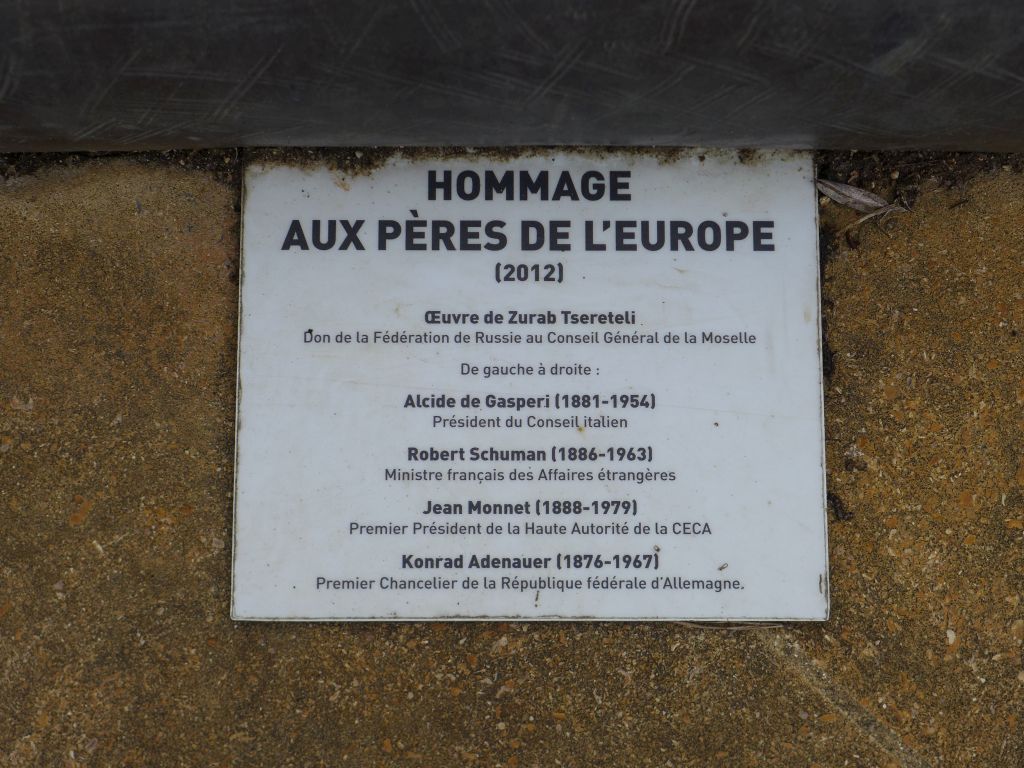 HOMMAGE
AUX PÈRES DE L'EUROPE
(2012)
Œuvre de Zurab Tsereteli
Don de la Fédération de Russie au Conseil Général de la Moselle
De gauche à droite :
Alcide de Gasperi (1881-1954)
Président du Conseil italien
Robert Schuman (1886-1963)
Ministre français des Affaires étrangères
Jean Monnet (1888-1979)
Premier Président de la Haute Autorité de la CECA
Konrad Adenauer (1876-1967)
Premier Chancelier de la République fédérale d'Allemagne.